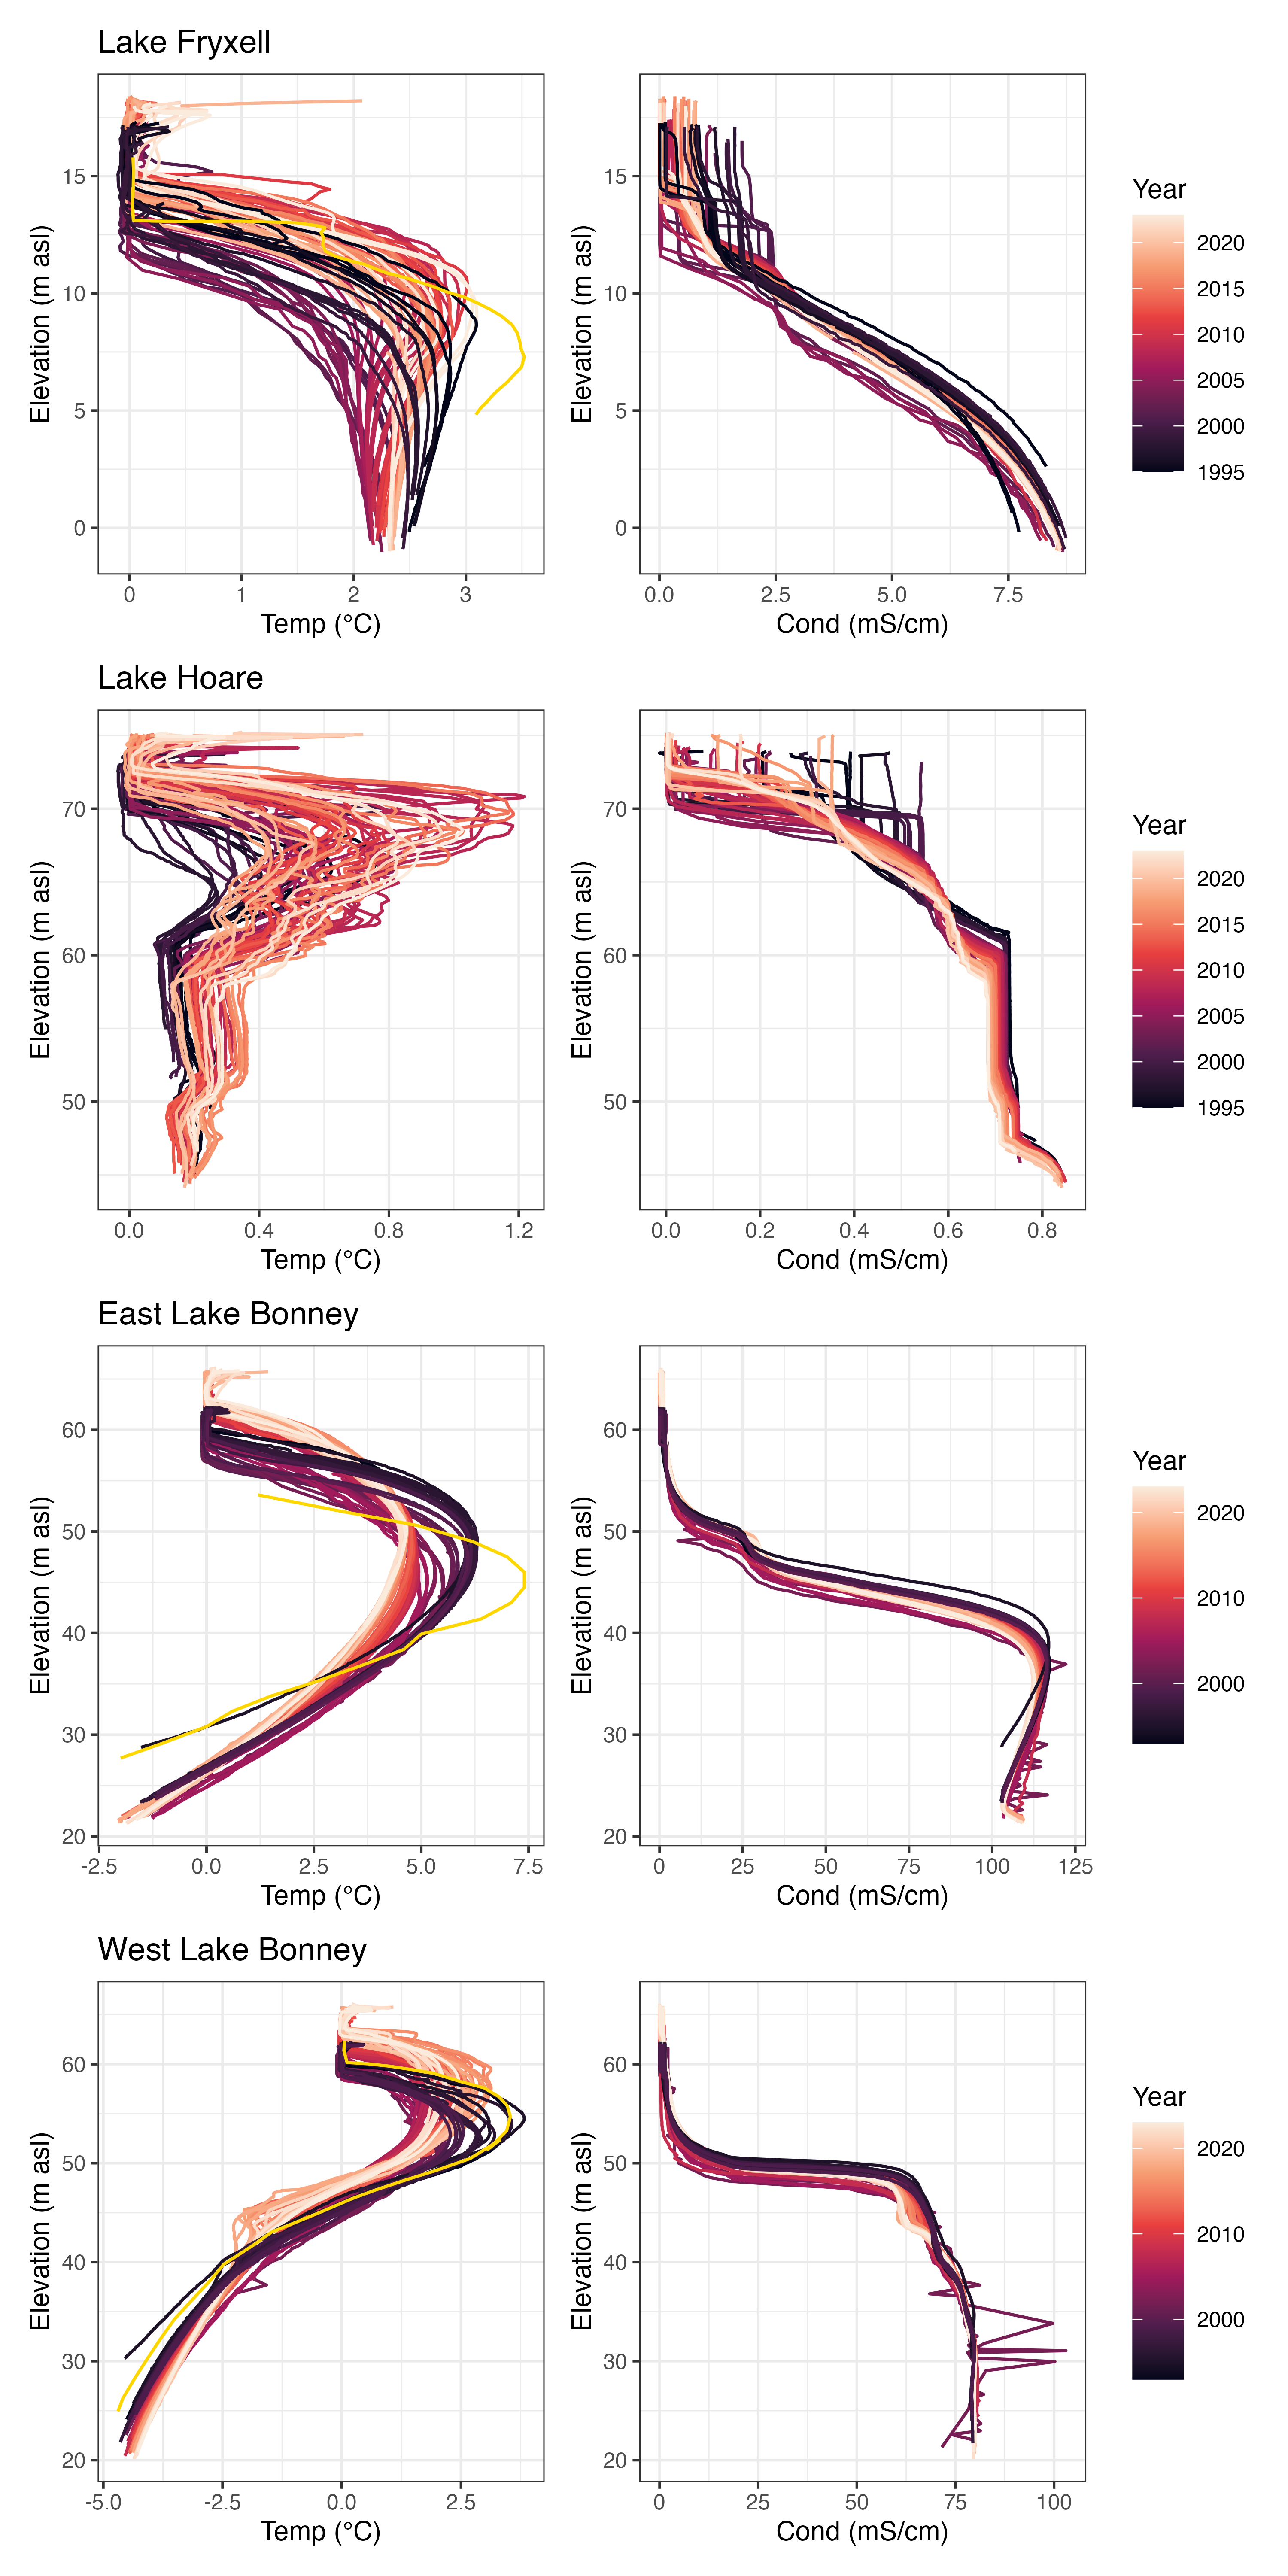 Lake Fryxell
Elevation (m asl)
15
10
5
0
0 1 2 3
Temp (°C)
Elevation (m asl)
15
10
5
0
0.0 2.5 5.0 7.5
Cond (mS/cm)
Year
2020
2015
2010
2005
2000
1995
Lake Hoare
Elevation (m asl)
70
60
50
0.0 0.4 0.8 1.2
Temp (°C)
Elevation (m asl)
70
60
50
0.0 0.2 0.4 0.6 0.8
Cond (mS/cm)
Year
2020
2015
2010
2005
2000
1995
East Lake Bonney
Elevation (m asl)
60
50
40
30
20
-2.5 0.0 2.5 5.0 7.5
Temp (°C)
Elevation (m asl)
60
50
40
30
20
0 25 50 75 100 125
Cond (mS/cm)
Year
2020
2010
2000
West Lake Bonney
Elevation (m asl)
60
50
40
30
20
-5.0 -2.5 0.0 2.5
Temp (°C)
Elevation (m asl)
60
50
40
30
20
0 25 50 75 100
Cond (mS/cm)
Year
2020
2010
2000